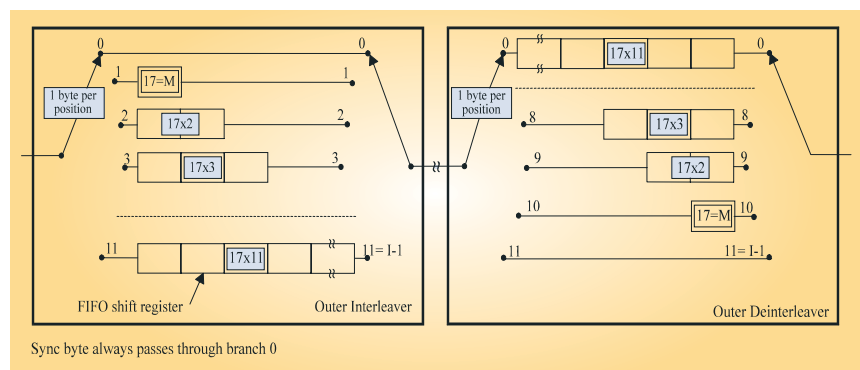 0
0
1
17=M
1
1 byte per
position
2
17x2
2
3
17x3
3
11
17x11
11= I-1
FIFO shift register
Outer Interleaver
0
17x11
0
1 byte per
position
8
17x3
8
9
17x2
9
10
17=M
10
11
11= I-1
Outer Deinterleaver
Sync byte always passes through branch 0